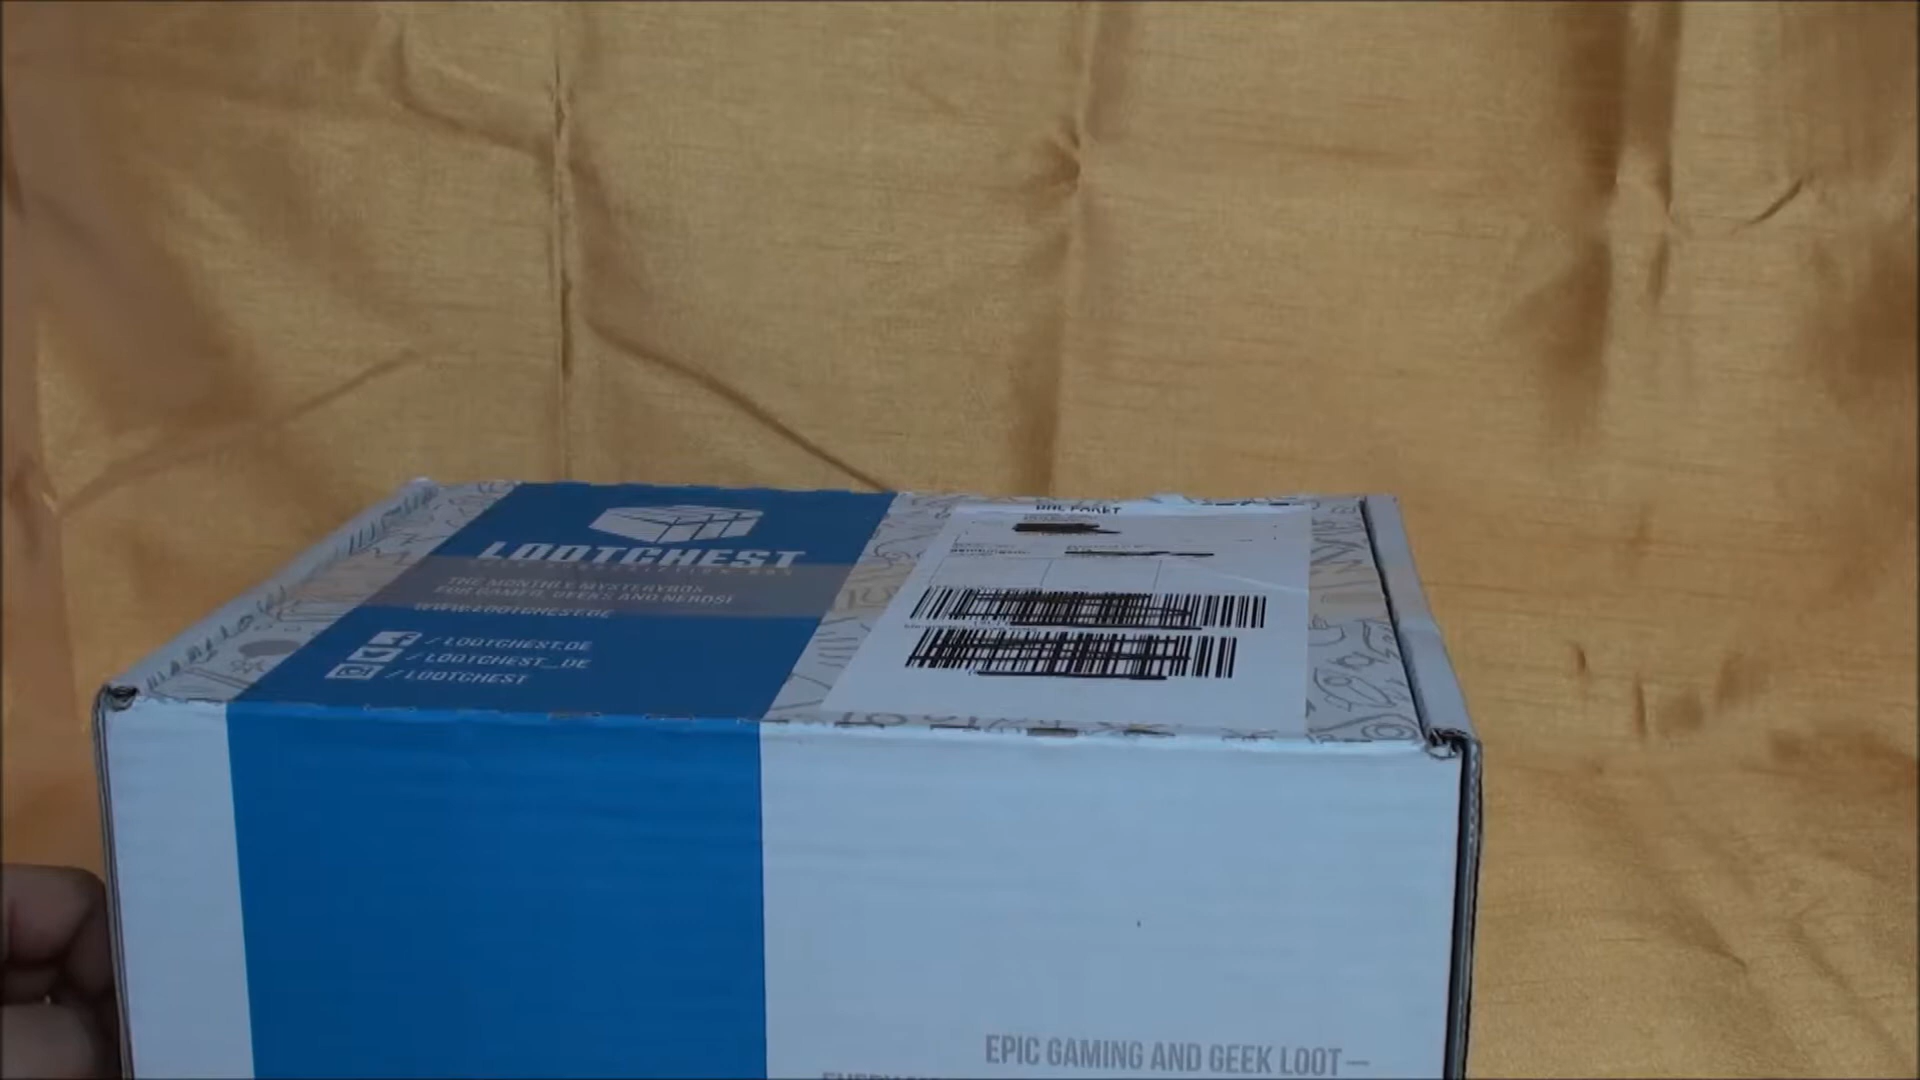 DHL PAKET
LOOTCHEST
THE MONTHLY MYSTERYBOX
FOR GAMER, GEEKS AND NERDS!
WWW.LOOTCHEST.DE
/ LOOTCHEST.DE
/ LOOTCHEST_DE
/ LOOTCHEST
EPIC GAMING AND GEEK LOOT —